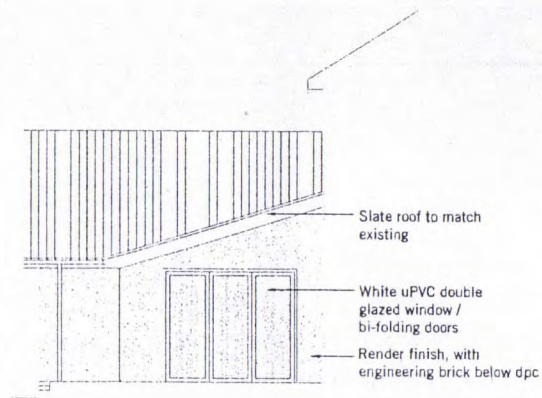 Slate roof to match
existing
White uPVC double
glazed window /
bi-folding doors
Render finish, with
engineering brick below dpc